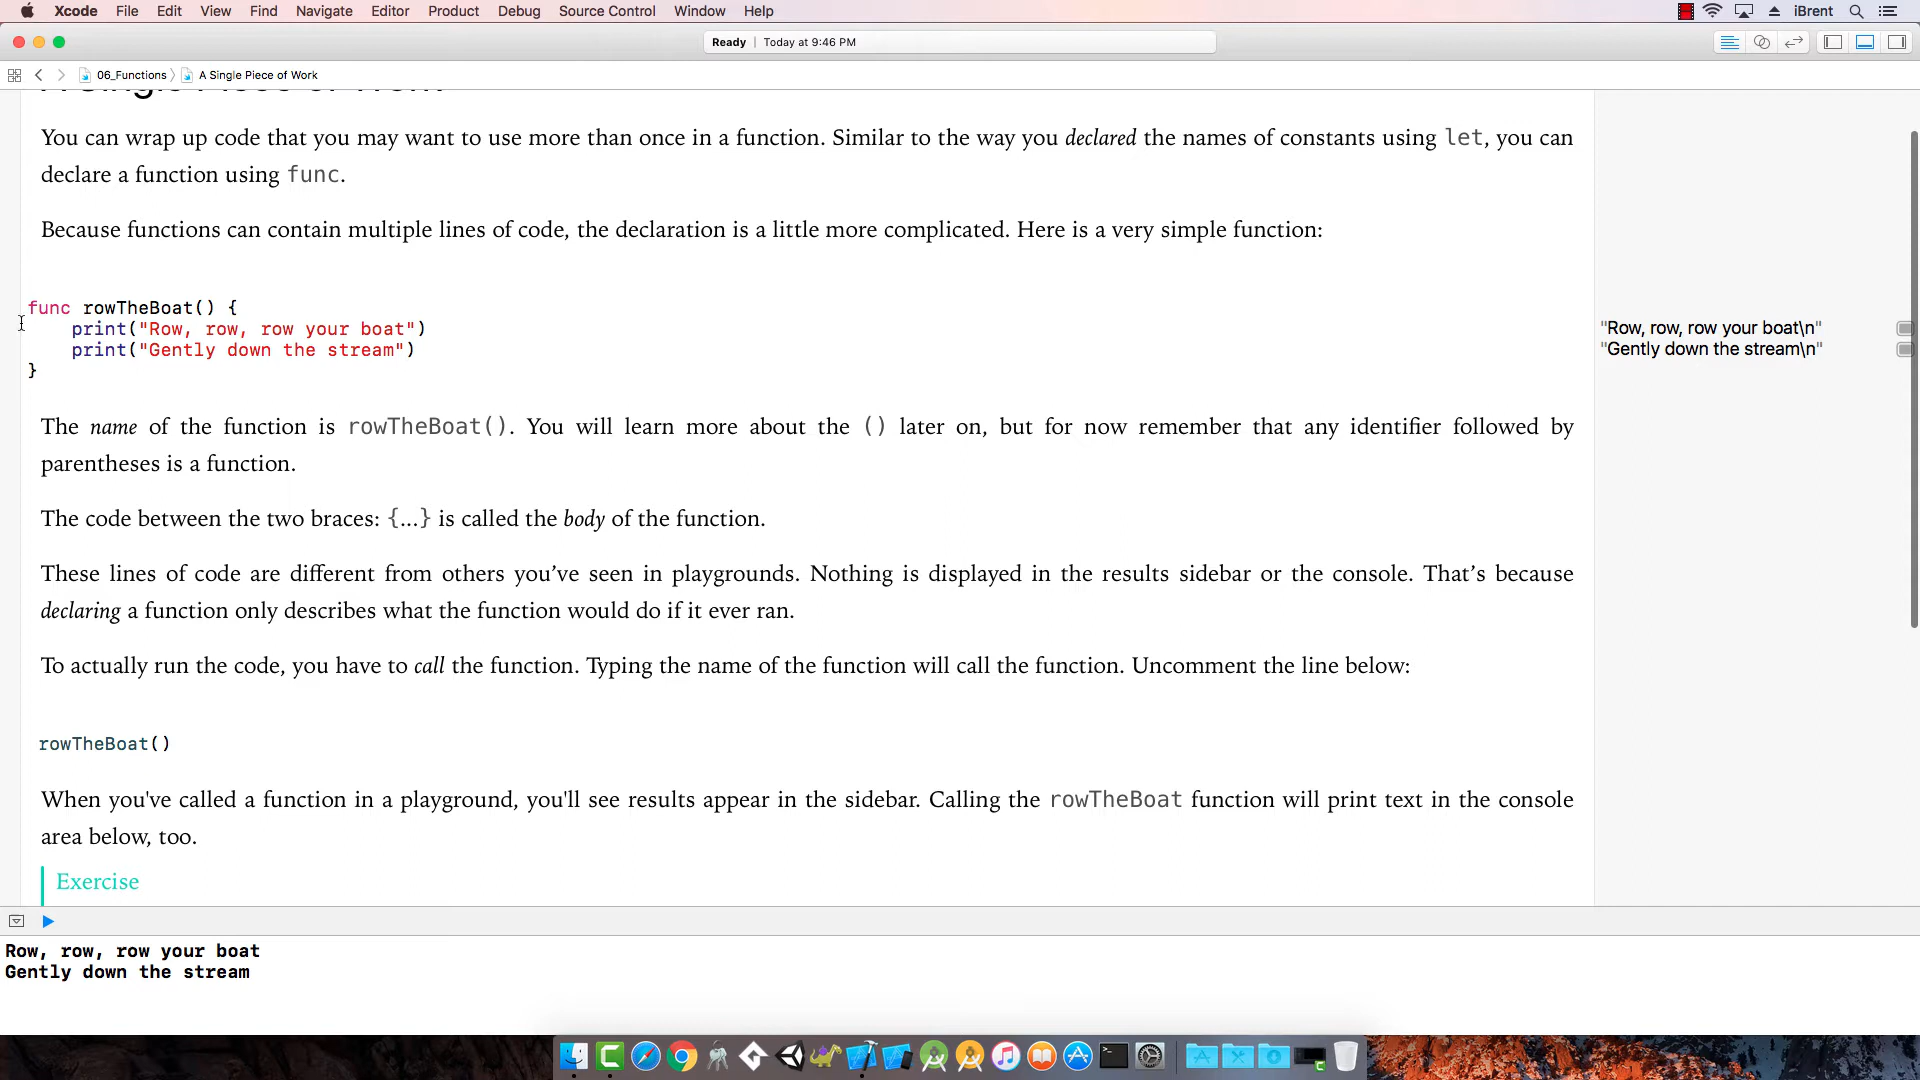 Xcode File Edit View Find Navigate Editor Product Debug Source Control Window Help iBrent
Ready | Today at 9:46 PM
06_Functions A Single Piece of Work
You can wrap up code that you may want to use more than once in a function. Similar to the way you declared the names of constants using let, you can
declare a function using func.
Because functions can contain multiple lines of code, the declaration is a little more complicated. Here is a very simple function:
func rowTheBoat() {
print("Row, row, row your boat")
"Row, row, row your boat\n"
print("Gently down the stream")
"Gently down the stream\n"
}
The name of the function is rowTheBoat(). You will learn more about the () later on, but for now remember that any identifier followed by
parentheses is a function.
The code between the two braces: {...} is called the body of the function.
These lines of code are different from others you’ve seen in playgrounds. Nothing is displayed in the results sidebar or the console. That’s because
declaring a function only describes what the function would do if it ever ran.
To actually run the code, you have to call the function. Typing the name of the function will call the function. Uncomment the line below:
rowTheBoat()
When you've called a function in a playground, you'll see results appear in the sidebar. Calling the rowTheBoat function will print text in the console
area below, too.
Exercise
Row, row, row your boat
Gently down the stream